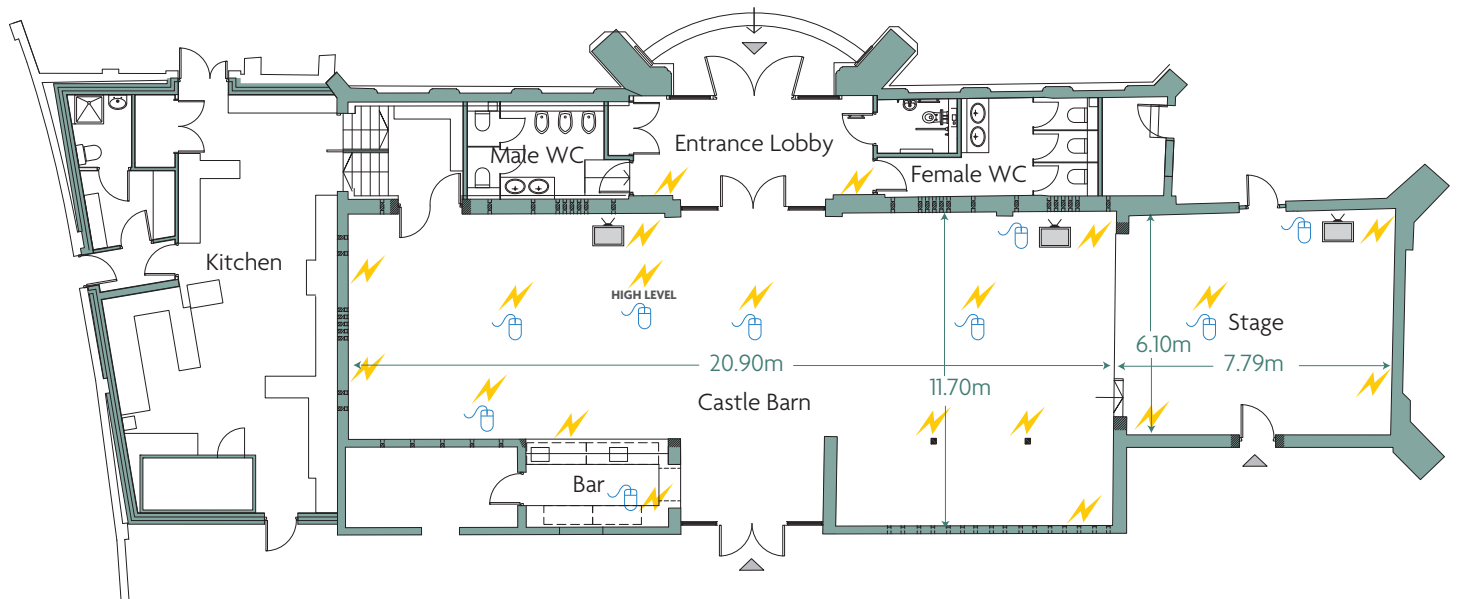 Entrance Lobby
Male WC
Female WC
Kitchen
HIGH LEVEL
Stage
6.10m
20.90m
7.79m
11.70m
Castle Barn
Bar